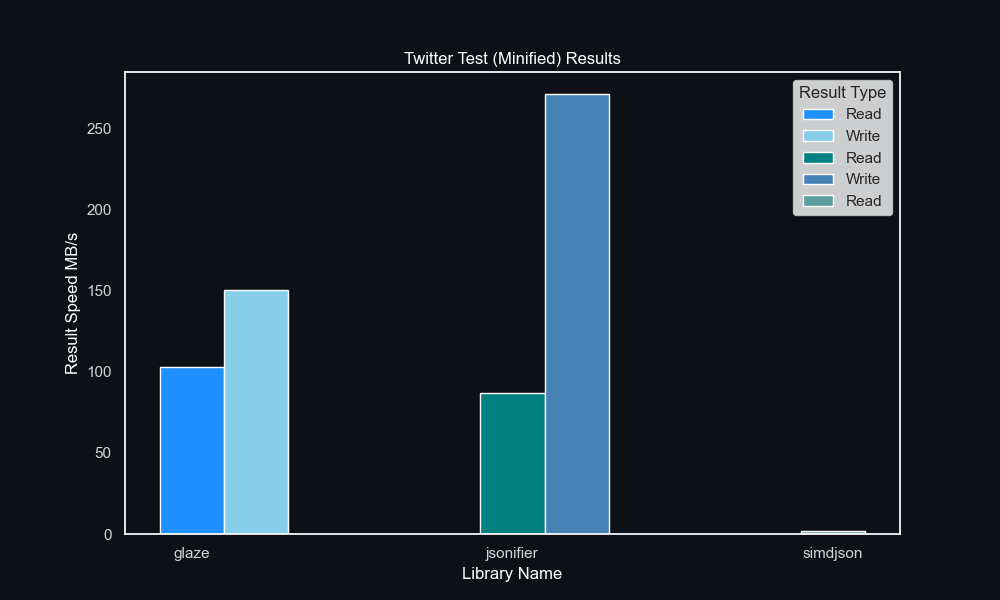 Twitter Test (Minified) Results
Result Type
Read
Write
Read
Write
Read
Result Speed MB/s
250
200
150
100
50
0
glaze
jsonifier
simdjson
Library Name